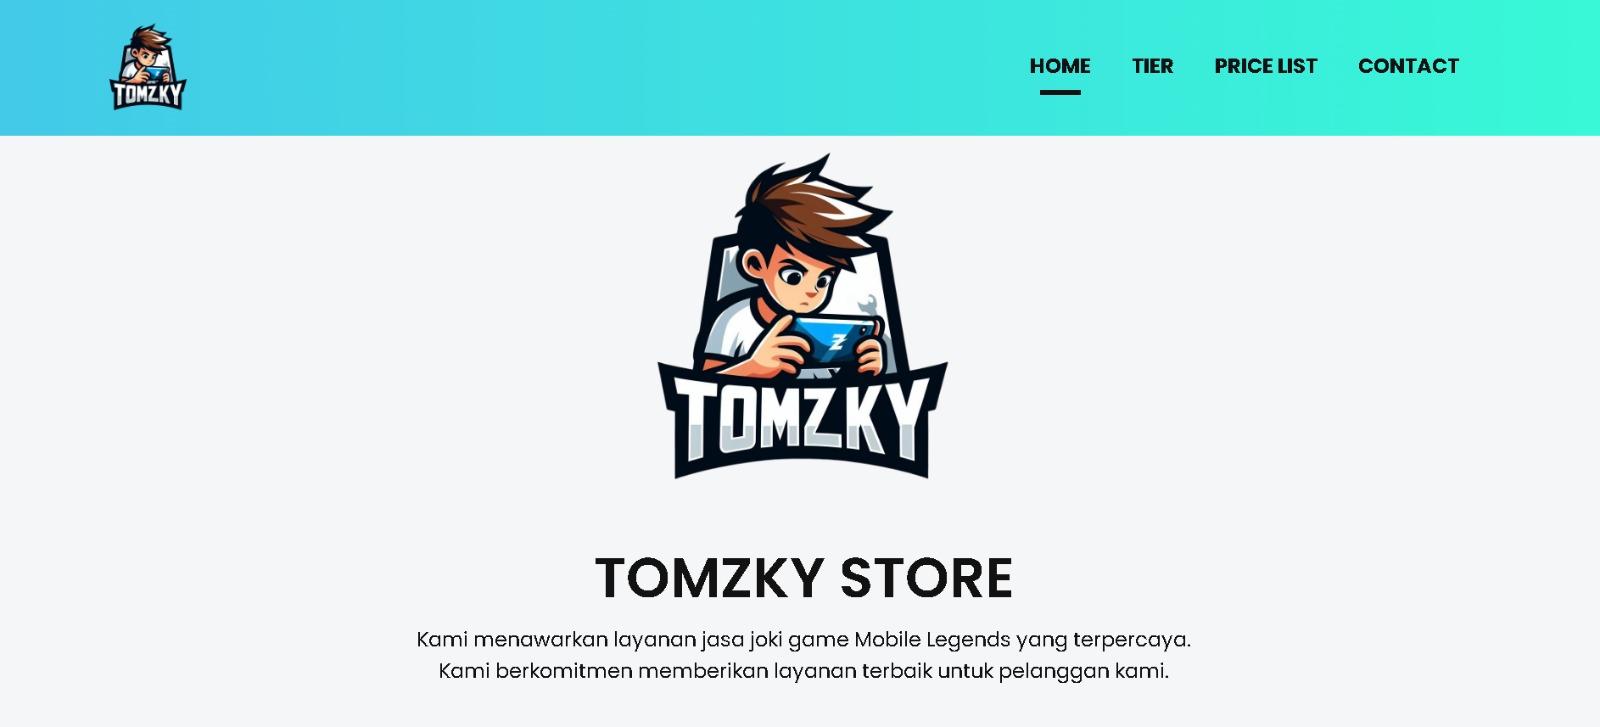 TOMZKY
HOME TIER PRICE LIST CONTACT
Z
TOMZKY
TOMZKY STORE
Kami menawarkan layanan jasa joki game Mobile Legends yang terpercaya.
Kami berkomitmen memberikan layanan terbaik untuk pelanggan kami.